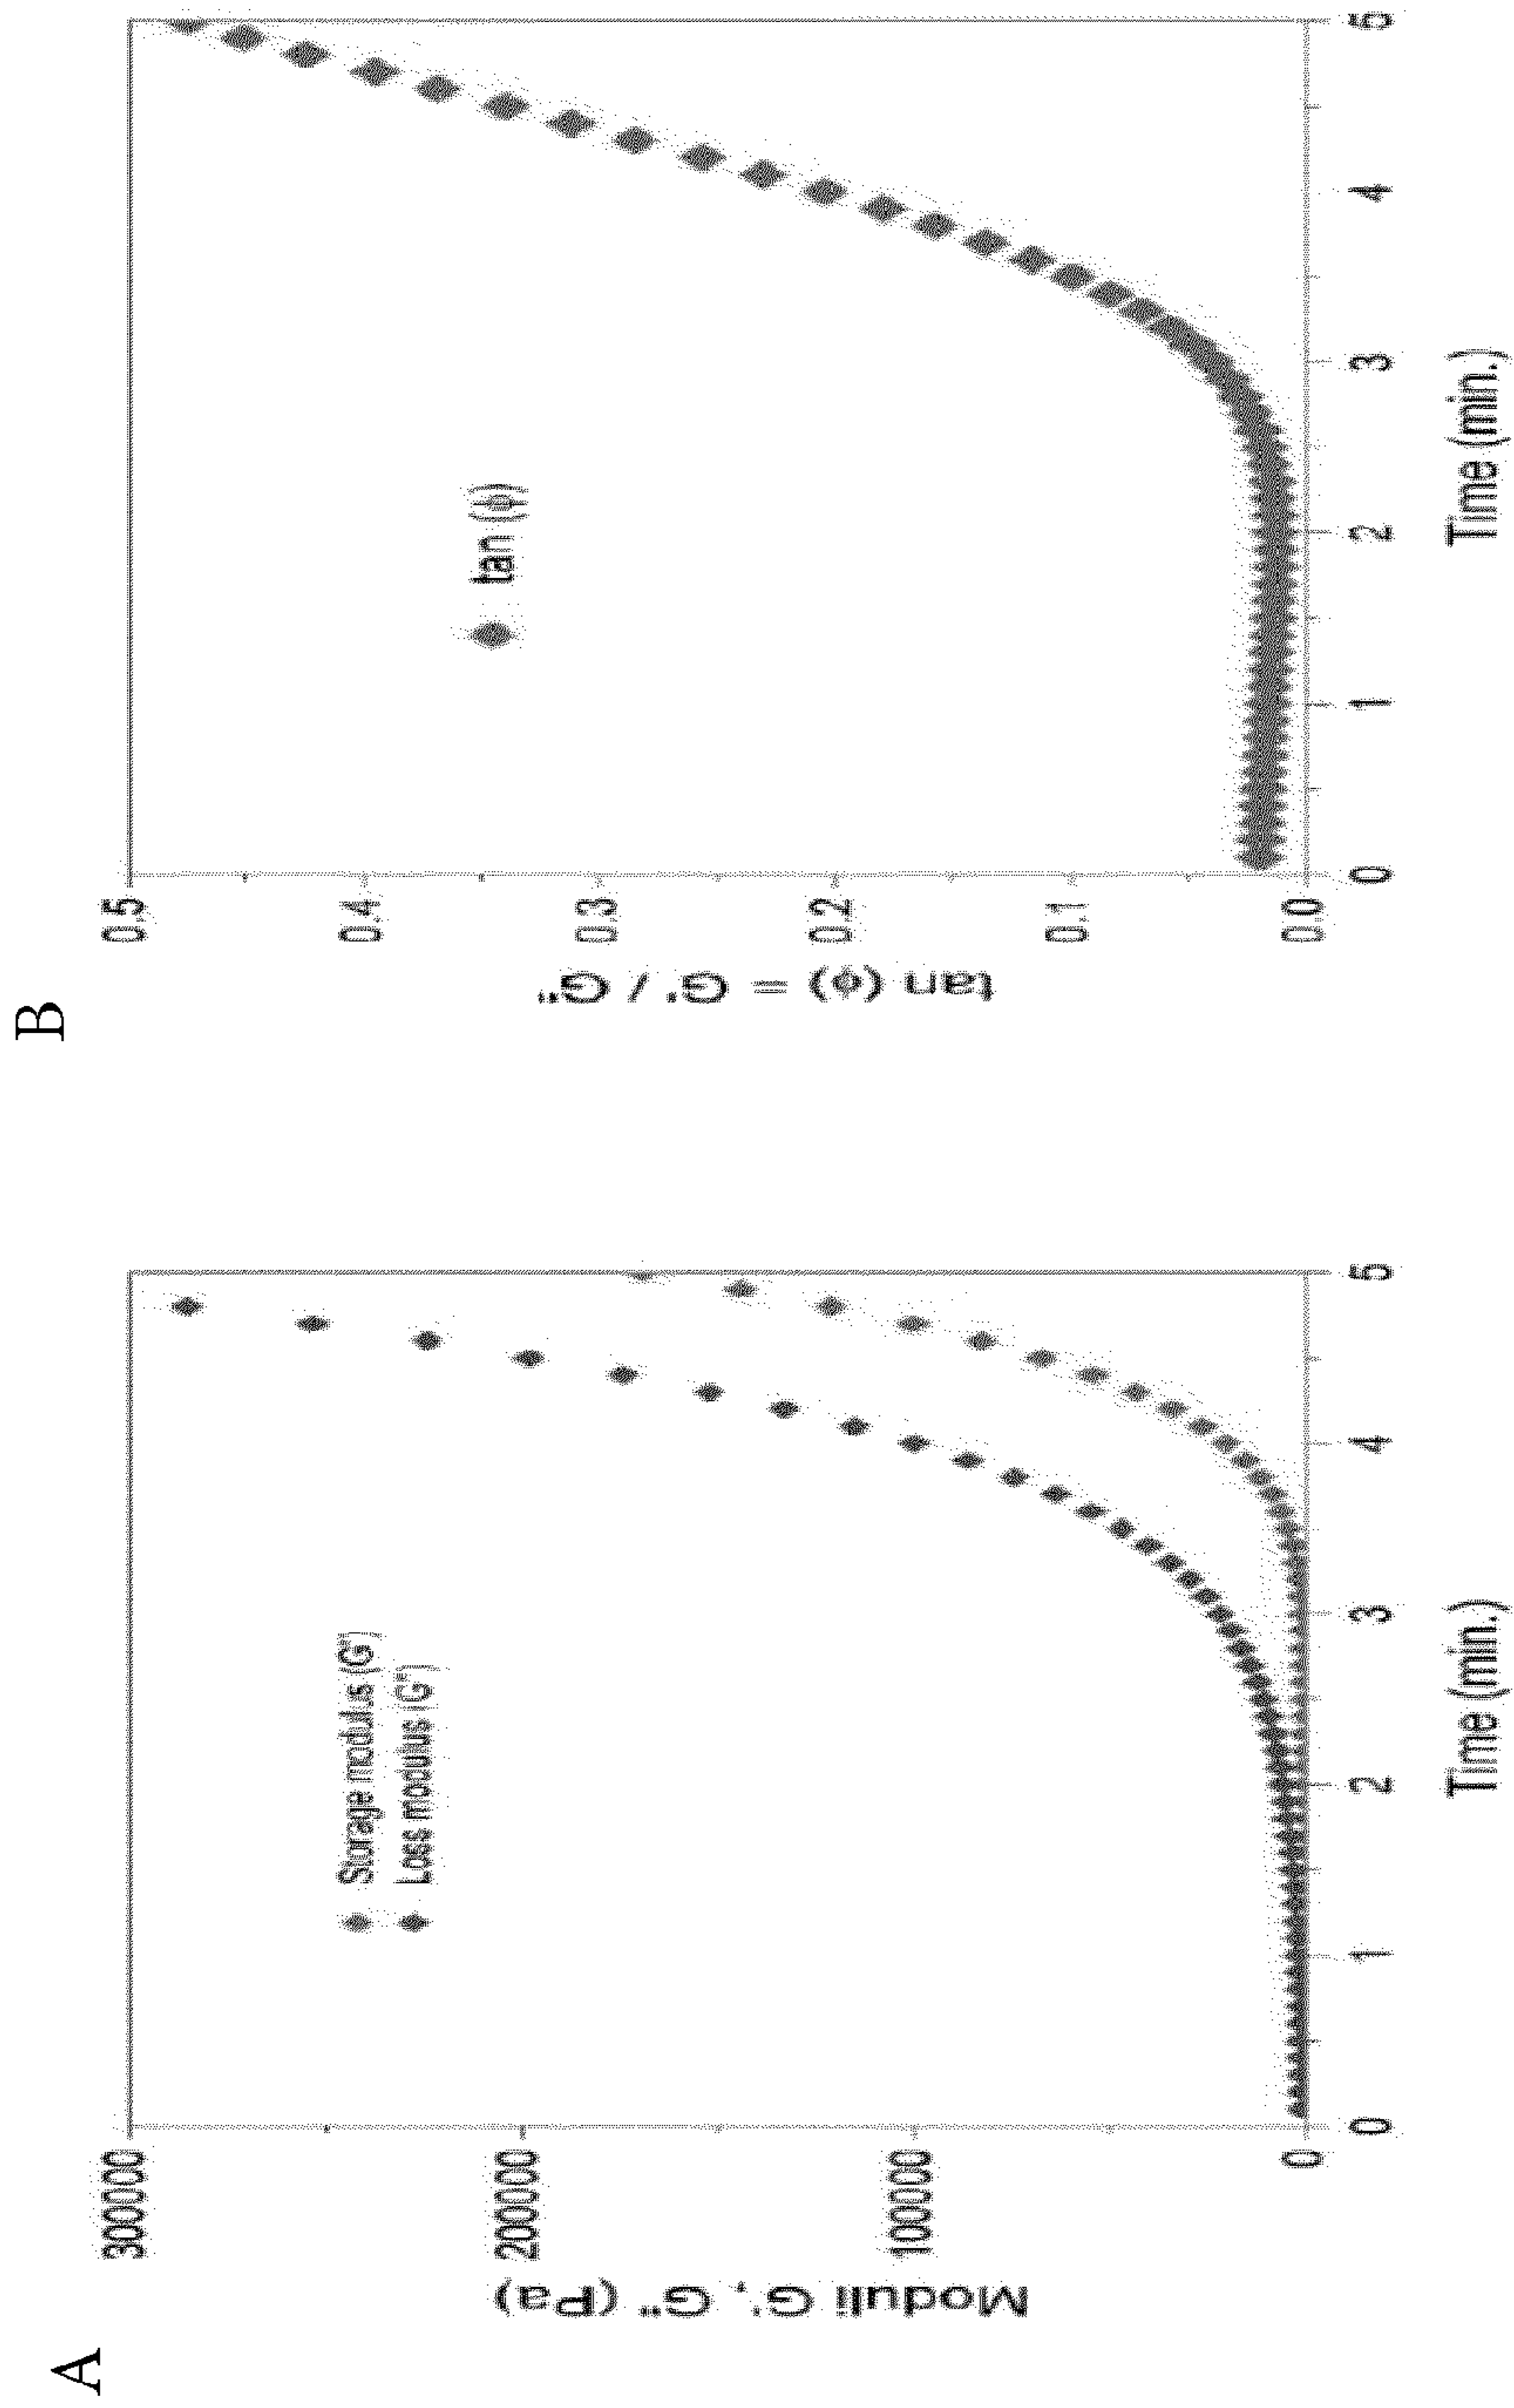 A
Moduli G', G" (Pa)
300000
200000
100000
0
Storage modulus (G')
Loss modulus (G")
0
1
2
3
4
5
Time (min.)
B
tan (ϕ) = G' / G"
0.5
0.4
0.3
0.2
0.1
0.0
tan (ϕ)
0
1
2
3
4
5
Time (min.)